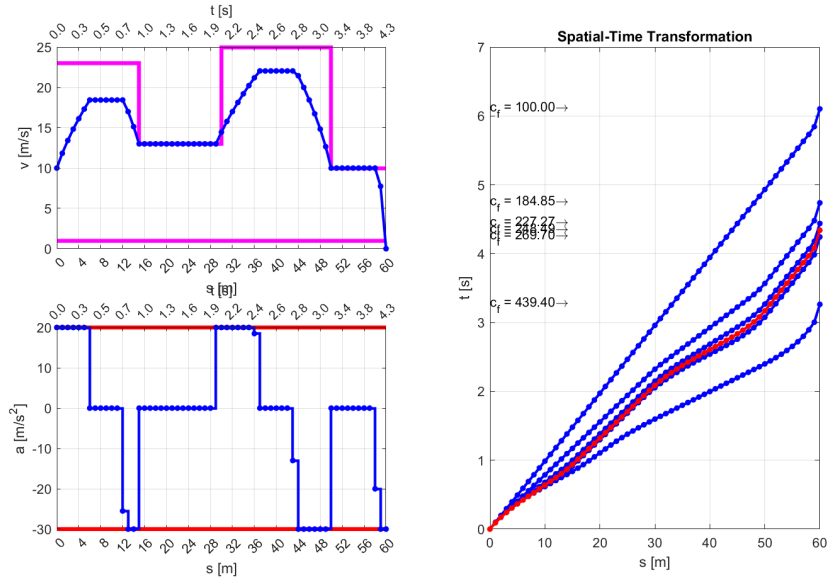 t [s]
0.0 0.3 0.5 0.7 0.7 1.0 1.3 1.6 1.9 2.2 2.4 2.6 3.0 3.4 3.8 4.3
25
20
15
10
5
0
v [m/s]
0 4 8 12 16 20 24 28 32 36 40 44 48 52 56 60
s [m]
t [s]
0.0 0.3 0.5 0.7 0.7 1.0 1.3 1.6 1.9 2.2 2.4 2.6 3.0 3.4 3.8 4.3
20
10
0
-10
-20
-30
a [m/s²]
0 4 8 12 16 20 24 28 32 36 40 44 48 52 56 60
s [m]
Spatial-Time Transformation
7
6
5
4
3
2
1
0
t [s]
c_f = 100.00→
c_f = 184.85→
c_f = 227.27→
c_f = 269.70→
c_f = 439.40→
0 10 20 30 40 50 60
s [m]